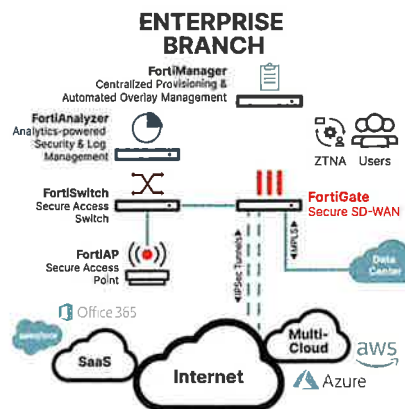 ENTERPRISE
BRANCH
FortiManager
Centralized Provisioning &
Automated Overlay Management
FortiAnalyzer
Analytics-powered
Security & Log
Management
ZTNA
Users
FortiSwitch
Secure Access
Switch
FortiGate
Secure SD-WAN
FortiAP
Secure Access
Point
IPSec Tunnels
MPLS
Data
Center
Office 365
salesforce
SaaS
Internet
Multi-
Cloud
aws
Azure